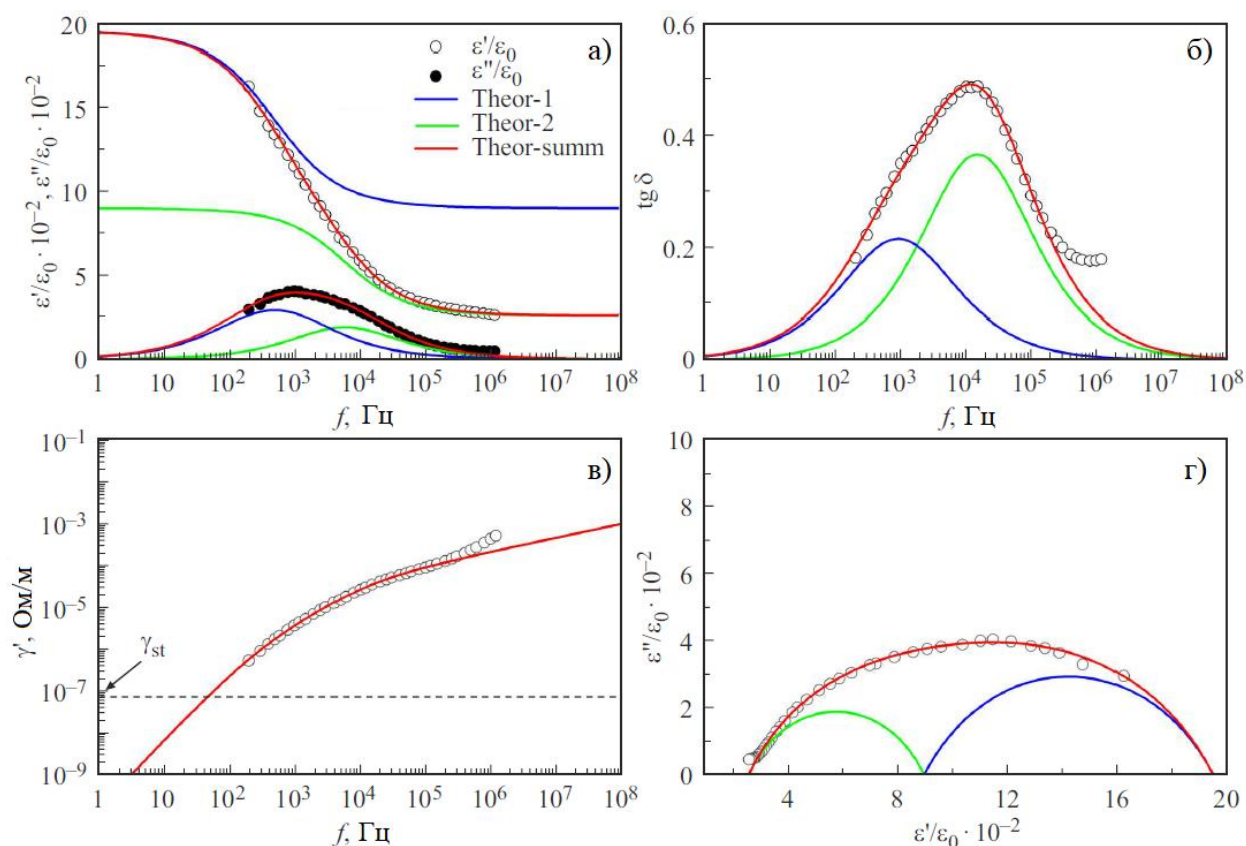 20
15
10
5
0
ε'/ε₀ · 10⁻², ε''/ε₀ · 10⁻²
а)
ε'/ε₀
ε''/ε₀
Theor-1
Theor-2
Theor-summ
1 10 10² 10³ 10⁴ 10⁵ 10⁶ 10⁷ 10⁸
f, Гц
0.6
0.4
0.2
0
tg δ
б)
1 10 10² 10³ 10⁴ 10⁵ 10⁶ 10⁷ 10⁸
f, Гц
10⁻¹
10⁻³
10⁻⁵
10⁻⁷
10⁻⁹
γ', Ом/м
в)
γst
1 10 10² 10³ 10⁴ 10⁵ 10⁶ 10⁷ 10⁸
f, Гц
10
8
6
4
2
0
ε''/ε₀ · 10⁻²
г)
4 8 12 16 20
ε'/ε₀ · 10⁻²